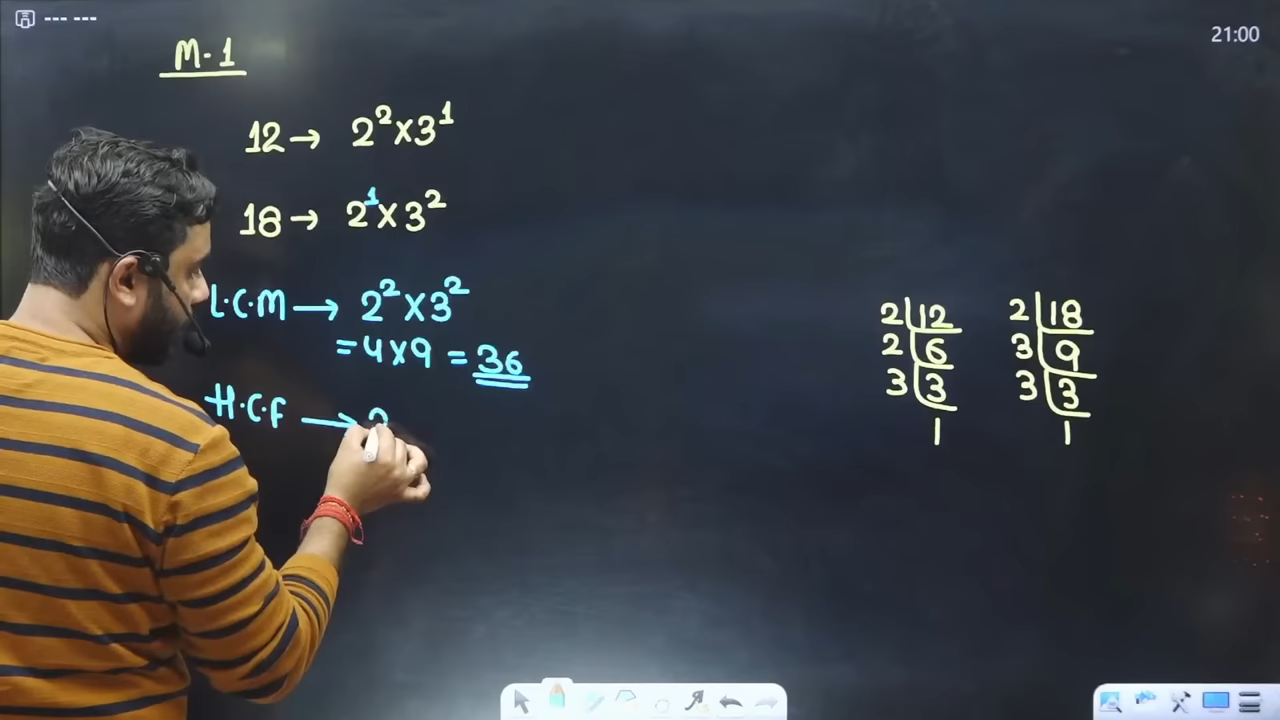 --- ---
21:00
M-1
12 → 2² × 3¹
18 → 2¹ × 3²
L.C.M → 2² × 3²
= 4 × 9 = 36
H.C.F →
2 | 12
2 | 6
3 | 3
1
2 | 18
3 | 9
3 | 3
1